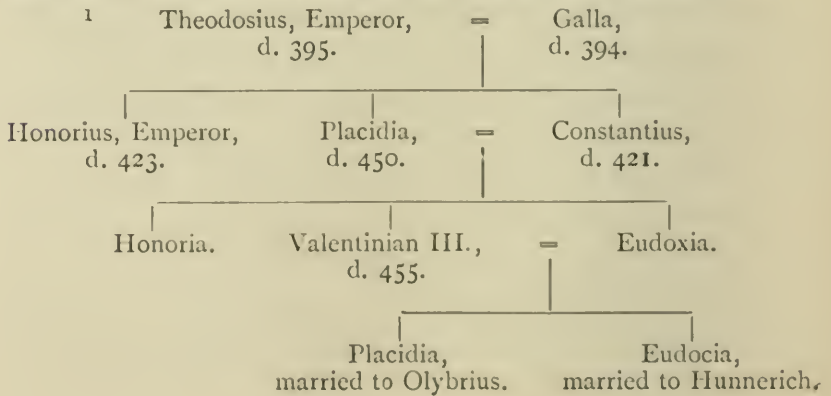 1 Theodosius, Emperor, = Galla,
d. 395. d. 394.
Honorius, Emperor, Placidia, = Constantius,
d. 423. d. 450. d. 421.
Honoria. Valentinian III., = Eudoxia.
d. 455.
Placidia, Eudocia,
married to Olybrius. married to Hunnerich.